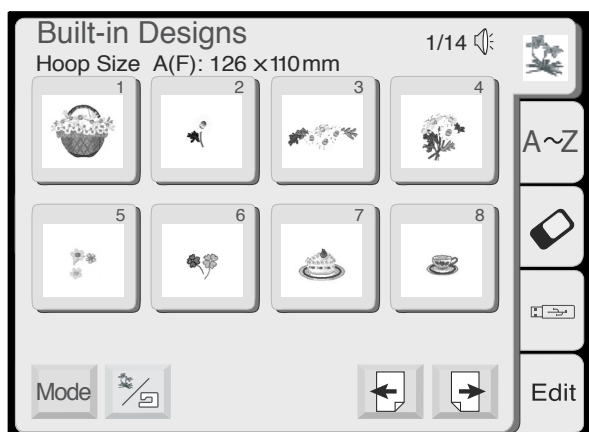 Built-in Designs
1/14
Hoop Size A(F): 126 ×110mm
1 2 3 4
A~Z
5 6 7 8
Mode
Edit